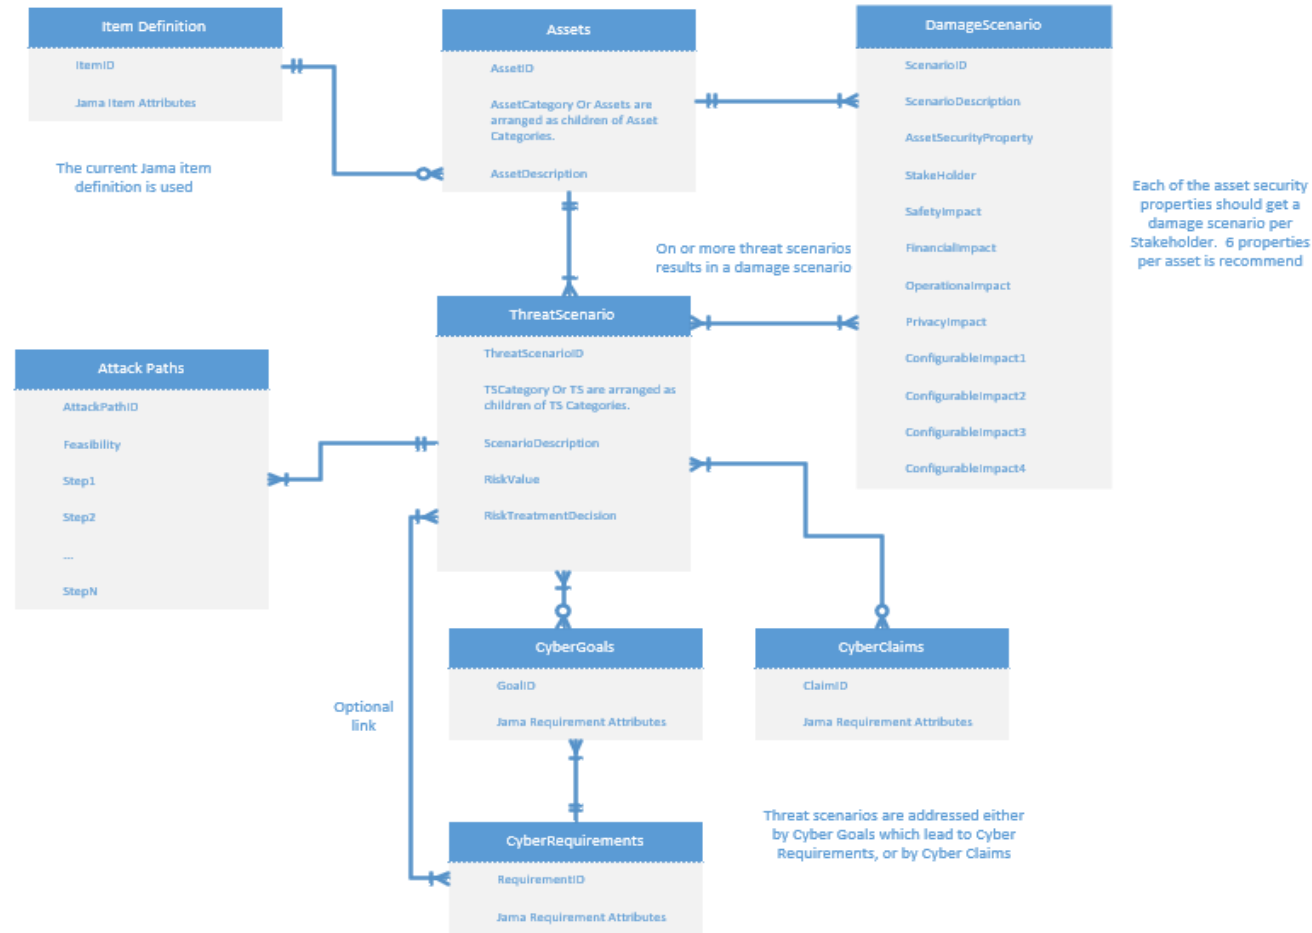 Item Definition
ItemID
Jama Item Attributes
The current Jama item
definition is used
Assets
AssetID
AssetCategory Or Assets are
arranged as children of Asset
Categories.
AssetDescription
DamageScenario
ScenarioID
ScenarioDescription
AssetSecurityProperty
StakeHolder
SafetyImpact
FinancialImpact
OperationaImpact
PrivacyImpact
ConfigurableImpact1
ConfigurableImpact2
ConfigurableImpact3
ConfigurableImpact4
Each of the asset security
properties should get a
damage scenario per
Stakeholder. 6 properties
per asset is recommend
On or more threat scenarios
results in a damage scenario
ThreatScenario
ThreatScenarioID
TSCategory Or TS are arranged as
children of TS Categories.
ScenarioDescription
RiskValue
RiskTreatmentDecision
Attack Paths
AttackPathID
Feasibility
Step1
Step2
...
StepN
CyberGoals
GoalID
Jama Requirement Attributes
CyberClaims
ClaimID
Jama Requirement Attributes
Optional
link
Threat scenarios are addressed either
by Cyber Goals which lead to Cyber
Requirements, or by Cyber Claims
CyberRequirements
RequirementID
Jama Requirement Attributes